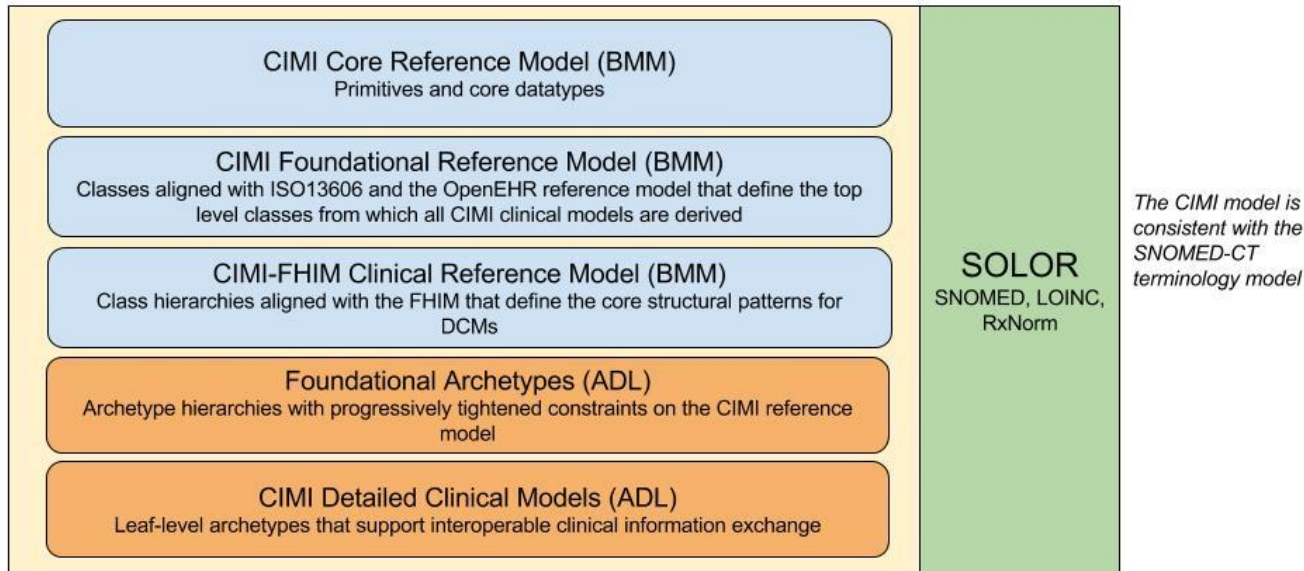 CIMI Core Reference Model (BMM)
Primitives and core datatypes
CIMI Foundational Reference Model (BMM)
Classes aligned with ISO13606 and the OpenEHR reference model that define the top
level classes from which all CIMI clinical models are derived
CIMI-FHIM Clinical Reference Model (BMM)
Class hierarchies aligned with the FHIM that define the core structural patterns for
DCMs
Foundational Archetypes (ADL)
Archetype hierarchies with progressively tightened constraints on the CIMI reference
model
CIMI Detailed Clinical Models (ADL)
Leaf-level archetypes that support interoperable clinical information exchange
SOLOR
SNOMED, LOINC,
RxNorm
The CIMI model is
consistent with the
SNOMED-CT
terminology model